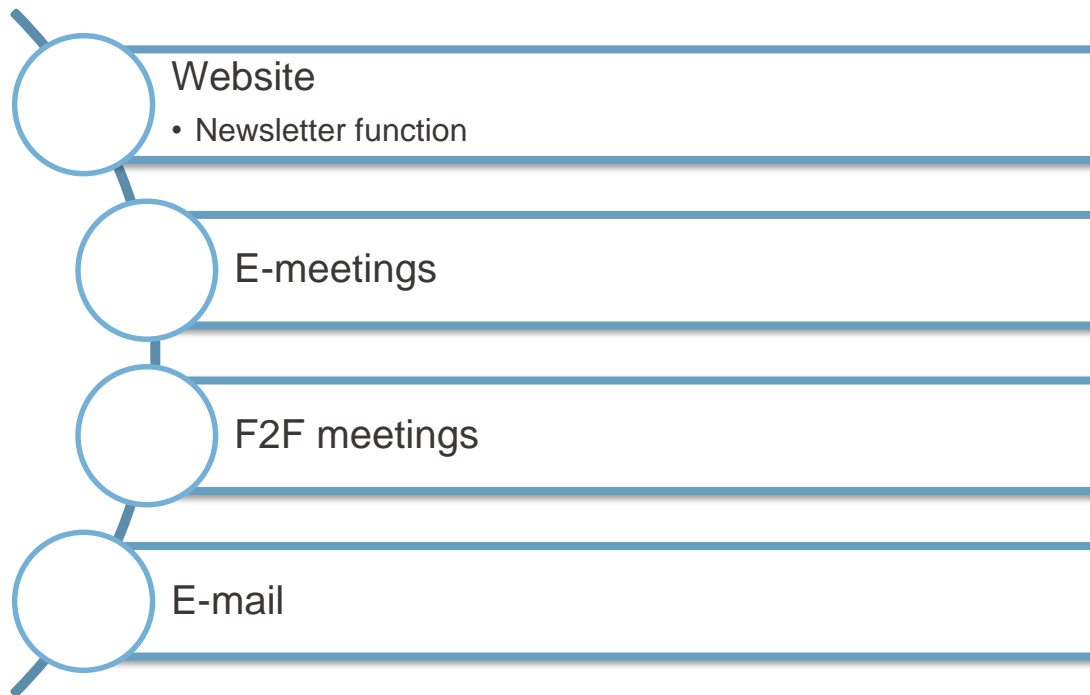 Website
• Newsletter function
E-meetings
F2F meetings
E-mail